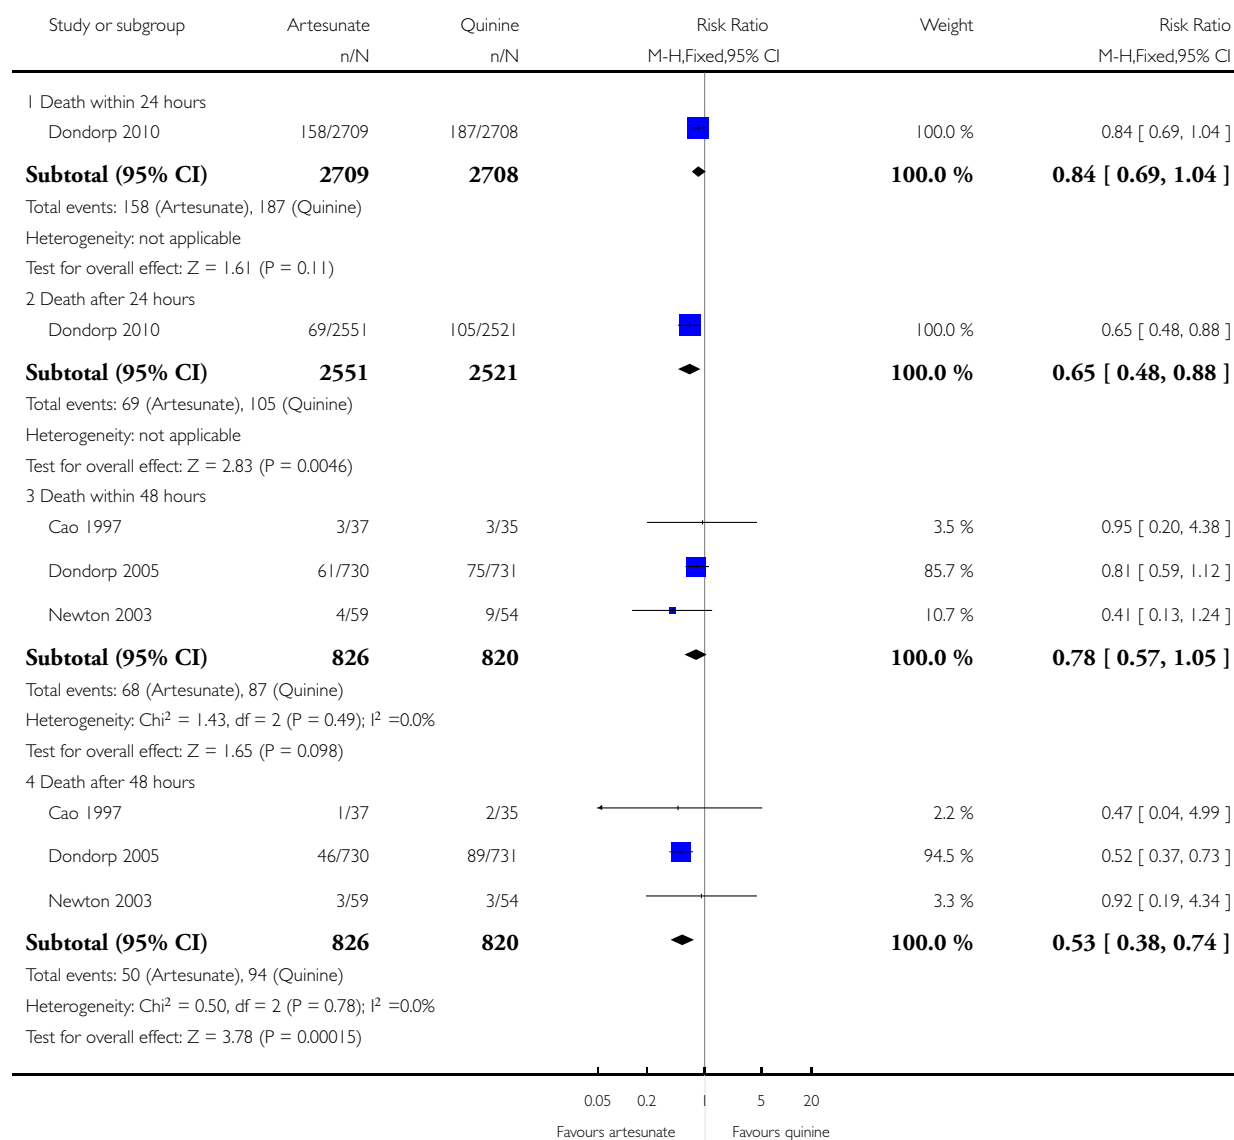 Study or subgroup Artesunate Quinine Risk Ratio Weight Risk Ratio
n/N n/N M-H,Fixed,95% CI M-H,Fixed,95% CI
1 Death within 24 hours
Dondorp 2010 158/2709 187/2708 100.0 % 0.84 [ 0.69, 1.04 ]
Subtotal (95% CI) 2709 2708 100.0 % 0.84 [ 0.69, 1.04 ]
Total events: 158 (Artesunate), 187 (Quinine)
Heterogeneity: not applicable
Test for overall effect: Z = 1.61 (P = 0.11)
2 Death after 24 hours
Dondorp 2010 69/2551 105/2521 100.0 % 0.65 [ 0.48, 0.88 ]
Subtotal (95% CI) 2551 2521 100.0 % 0.65 [ 0.48, 0.88 ]
Total events: 69 (Artesunate), 105 (Quinine)
Heterogeneity: not applicable
Test for overall effect: Z = 2.83 (P = 0.0046)
3 Death within 48 hours
Cao 1997 3/37 3/35 3.5 % 0.95 [ 0.20, 4.38 ]
Dondorp 2005 61/730 75/731 85.7 % 0.81 [ 0.59, 1.12 ]
Newton 2003 4/59 9/54 10.7 % 0.41 [ 0.13, 1.24 ]
Subtotal (95% CI) 826 820 100.0 % 0.78 [ 0.57, 1.05 ]
Total events: 68 (Artesunate), 87 (Quinine)
Heterogeneity: Chi² = 1.43, df = 2 (P = 0.49); I² =0.0%
Test for overall effect: Z = 1.65 (P = 0.098)
4 Death after 48 hours
Cao 1997 1/37 2/35 2.2 % 0.47 [ 0.04, 4.99 ]
Dondorp 2005 46/730 89/731 94.5 % 0.52 [ 0.37, 0.73 ]
Newton 2003 3/59 3/54 3.3 % 0.92 [ 0.19, 4.34 ]
Subtotal (95% CI) 826 820 100.0 % 0.53 [ 0.38, 0.74 ]
Total events: 50 (Artesunate), 94 (Quinine)
Heterogeneity: Chi² = 0.50, df = 2 (P = 0.78); I² =0.0%
Test for overall effect: Z = 3.78 (P = 0.00015)
0.05 0.2 1 5 20
Favours artesunate Favours quinine